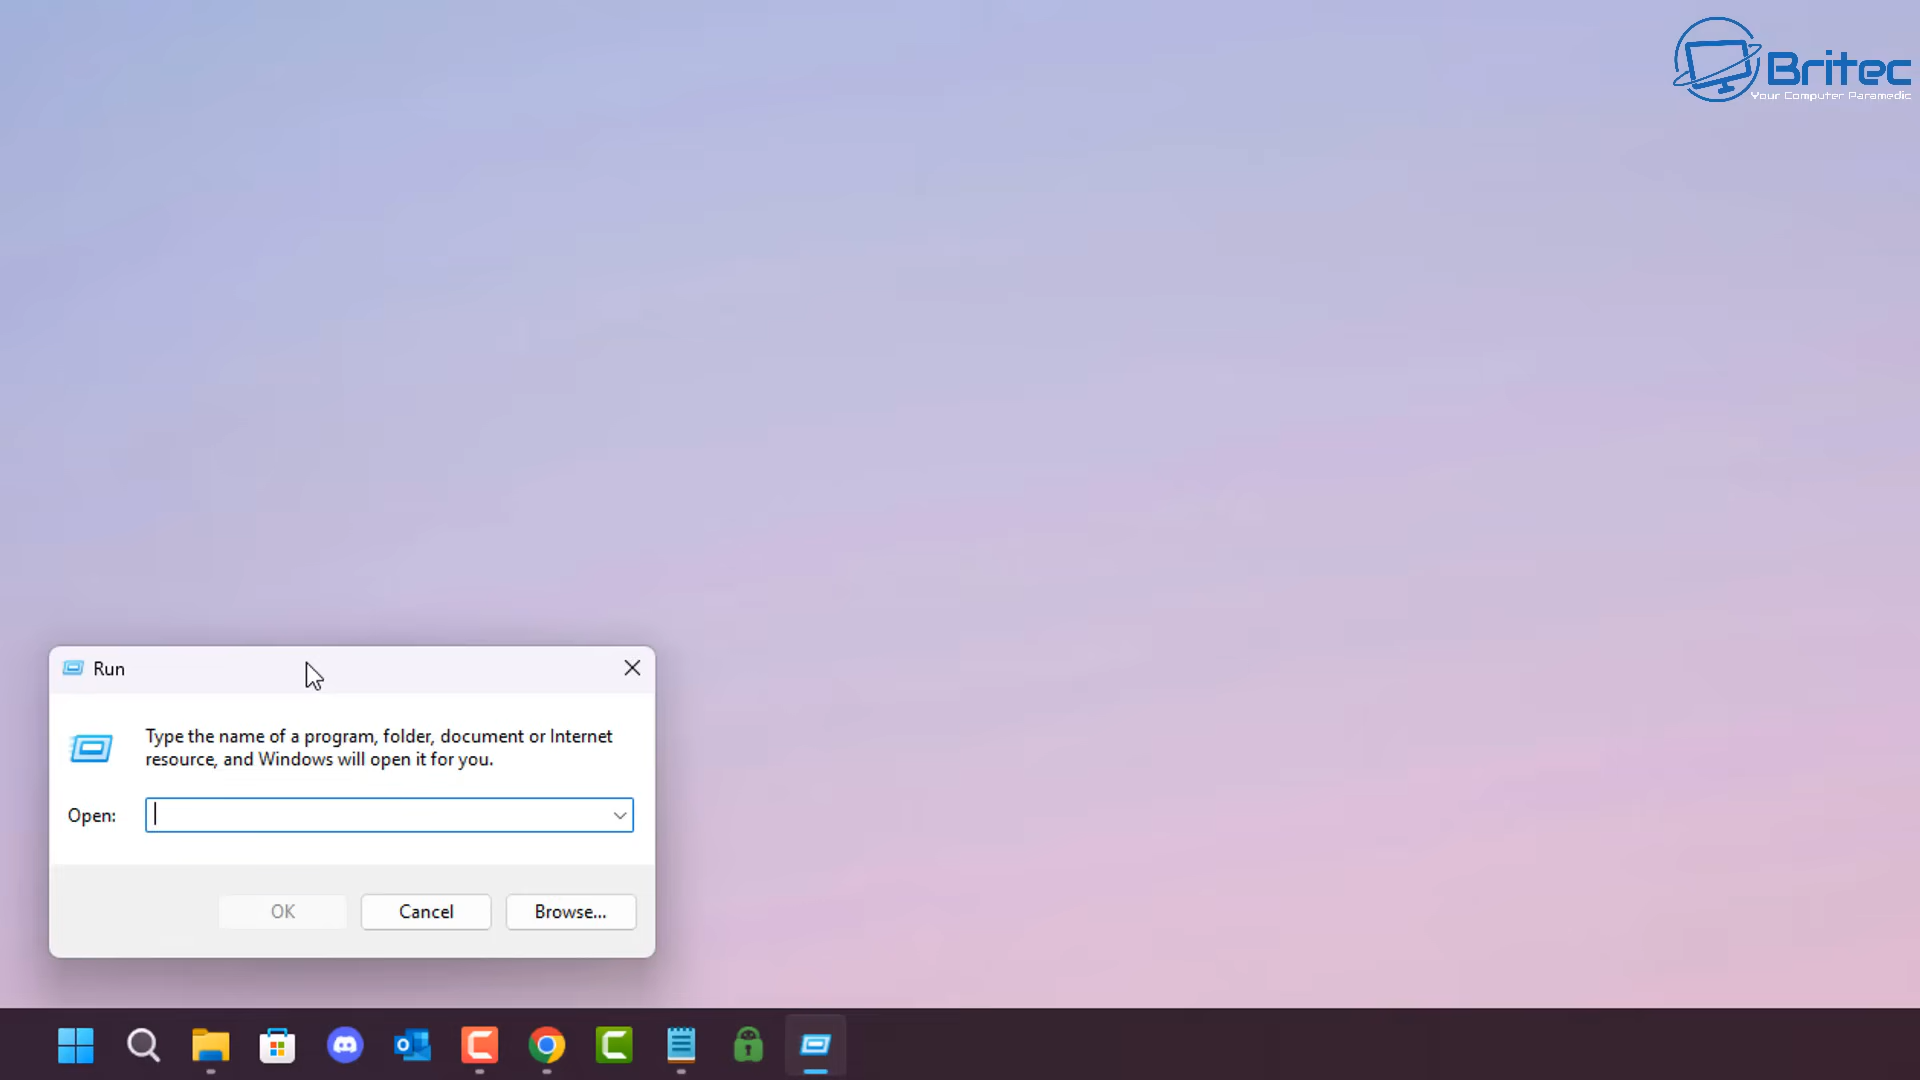 Britec
Your Computer Paramedic
Run
Type the name of a program, folder, document or Internet
resource, and Windows will open it for you.
Open:
OK
Cancel
Browse...